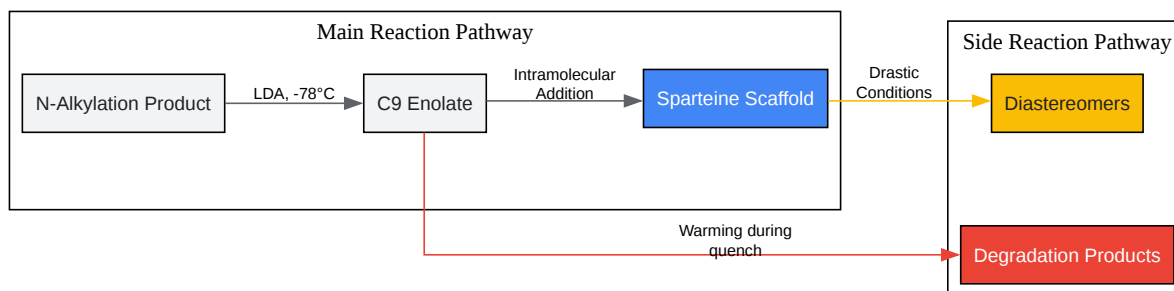 Main Reaction Pathway
Side Reaction Pathway
N-Alkylation Product
LDA, -78°C
C9 Enolate
Intramolecular
Addition
Sparteine Scaffold
Drastic
Conditions
Diastereomers
Warming during
quench
Degradation Products